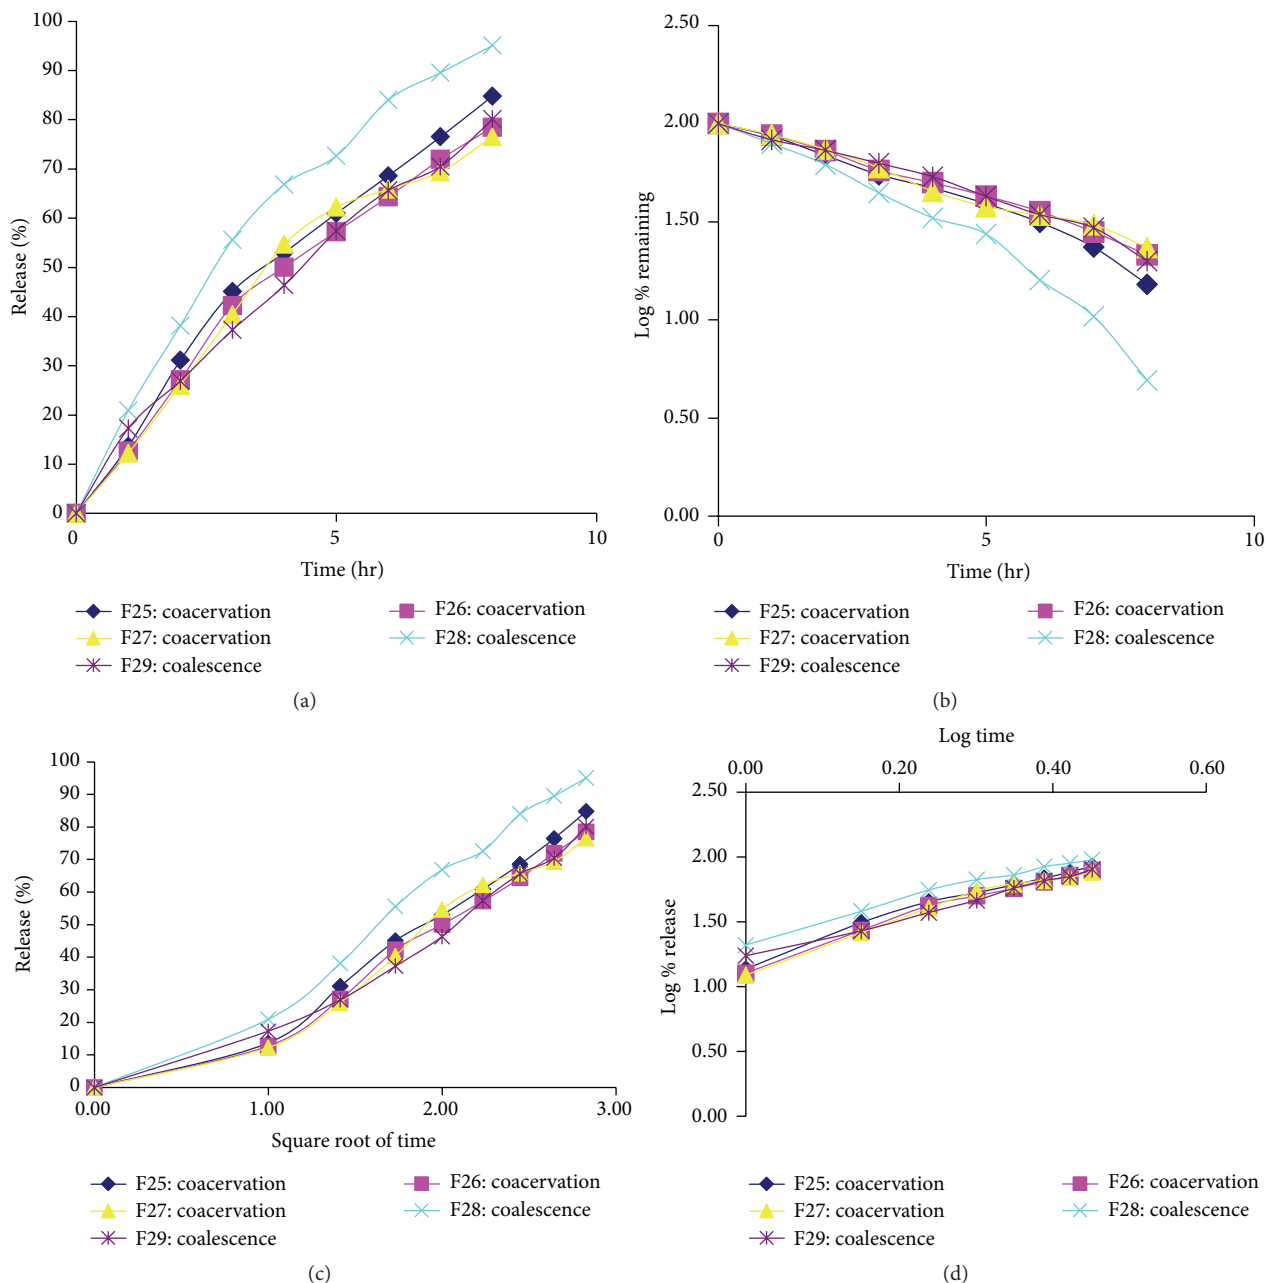 100
90
80
70
60
50
40
30
20
10
0
Release (%)
0 5 10
Time (hr)
F25: coacervation F26: coacervation
F27: coacervation F28: coalescence
F29: coalescence
(a)
2.50
2.00
1.50
1.00
0.50
0.00
Log % remaining
0 5 10
Time (hr)
F25: coacervation F26: coacervation
F27: coacervation F28: coalescence
F29: coalescence
(b)
100
90
80
70
60
50
40
30
20
10
0
Release (%)
0.00 1.00 2.00 3.00
Square root of time
F25: coacervation F26: coacervation
F27: coacervation F28: coalescence
F29: coalescence
(c)
Log time
0.00 0.20 0.40 0.60
2.50
2.00
1.50
1.00
0.50
0.00
Log % release
F25: coacervation F26: coacervation
F27: coacervation F28: coalescence
F29: coalescence
(d)